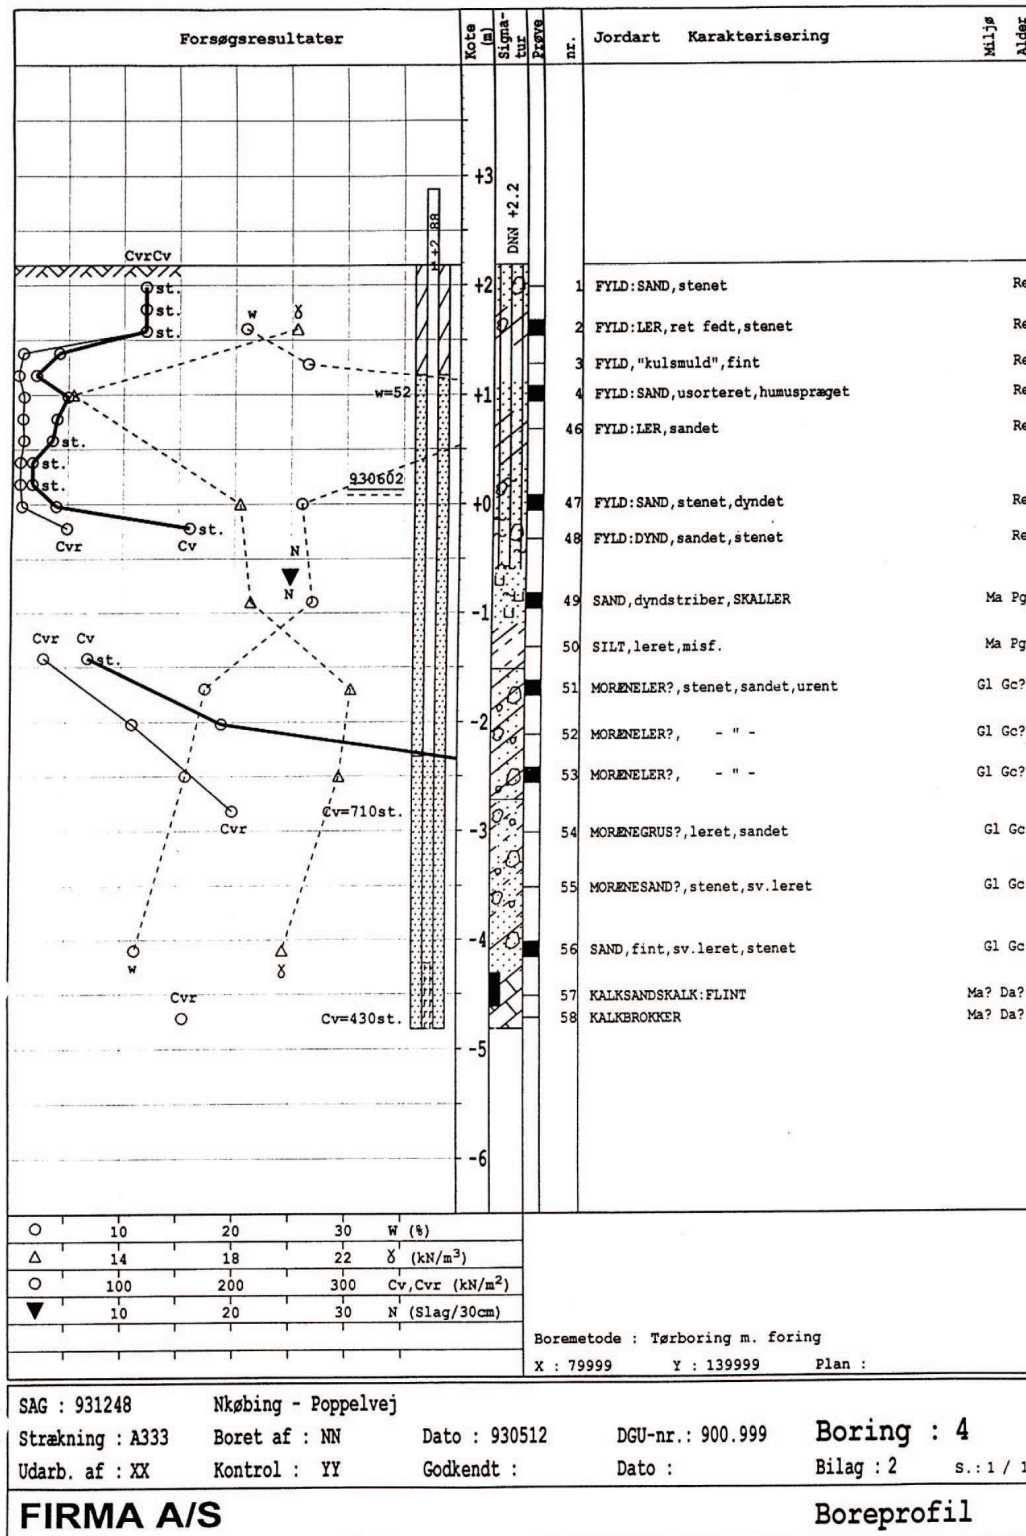 Forsøgsresultater
Kote (m)
Signa-tur
Prøve
nr.
Jordart Karakterisering
Miljø
Alder
+3
DNN +2.2
CvrCv
+2
st.
1 FYLD:SAND,stenet Re
st.
w
γ
st.
2 FYLD:LER,ret fedt,stenet Re
3 FYLD,"kulsmuld",fint Re
w=52
+1
4 FYLD:SAND,usorteret,humuspræget Re
st.
46 FYLD:LER,sandet Re
st.
930602
st.
+0
47 FYLD:SAND,stenet,dyndet Re
st.
Cvr
Cv
N
48 FYLD:DYND,sandet,stenet Re
N
-1
49 SAND,dyndstriber,SKALLER Ma Pg
Cvr
Cv
st.
50 SILT,leret,misf. Ma Pg
51 MORÆNELER?,stenet,sandet,urent Gl Gc?
-2
52 MORÆNELER?, - " - Gl Gc?
53 MORÆNELER?, - " - Gl Gc?
Cv=710st.
Cvr
-3
54 MORÆNEGRUS?,leret,sandet Gl Gc
55 MORÆNESAND?,stenet,sv.leret Gl Gc
-4
56 SAND,fint,sv.leret,stenet Gl Gc
w
γ
Cvr
57 KALKSANDSKALK:FLINT Ma? Da?
Cv=430st.
58 KALKBROKKER Ma? Da?
-5
-6
10 20 30 W (%)
14 18 22 γ (kN/m³)
100 200 300 Cv,Cvr (kN/m²)
10 20 30 N (Slag/30cm)
Boremetode : Tørboring m. foring
X : 79999 Y : 139999 Plan :
SAG : 931248 Nkøbing - Poppelvej
Strækning : A333 Boret af : NN Dato : 930512 DGU-nr.: 900.999 Boring : 4
Udarb. af : XX Kontrol : YY Godkendt : Dato : Bilag : 2 S.: 1 / 1
FIRMA A/S Boreprofil